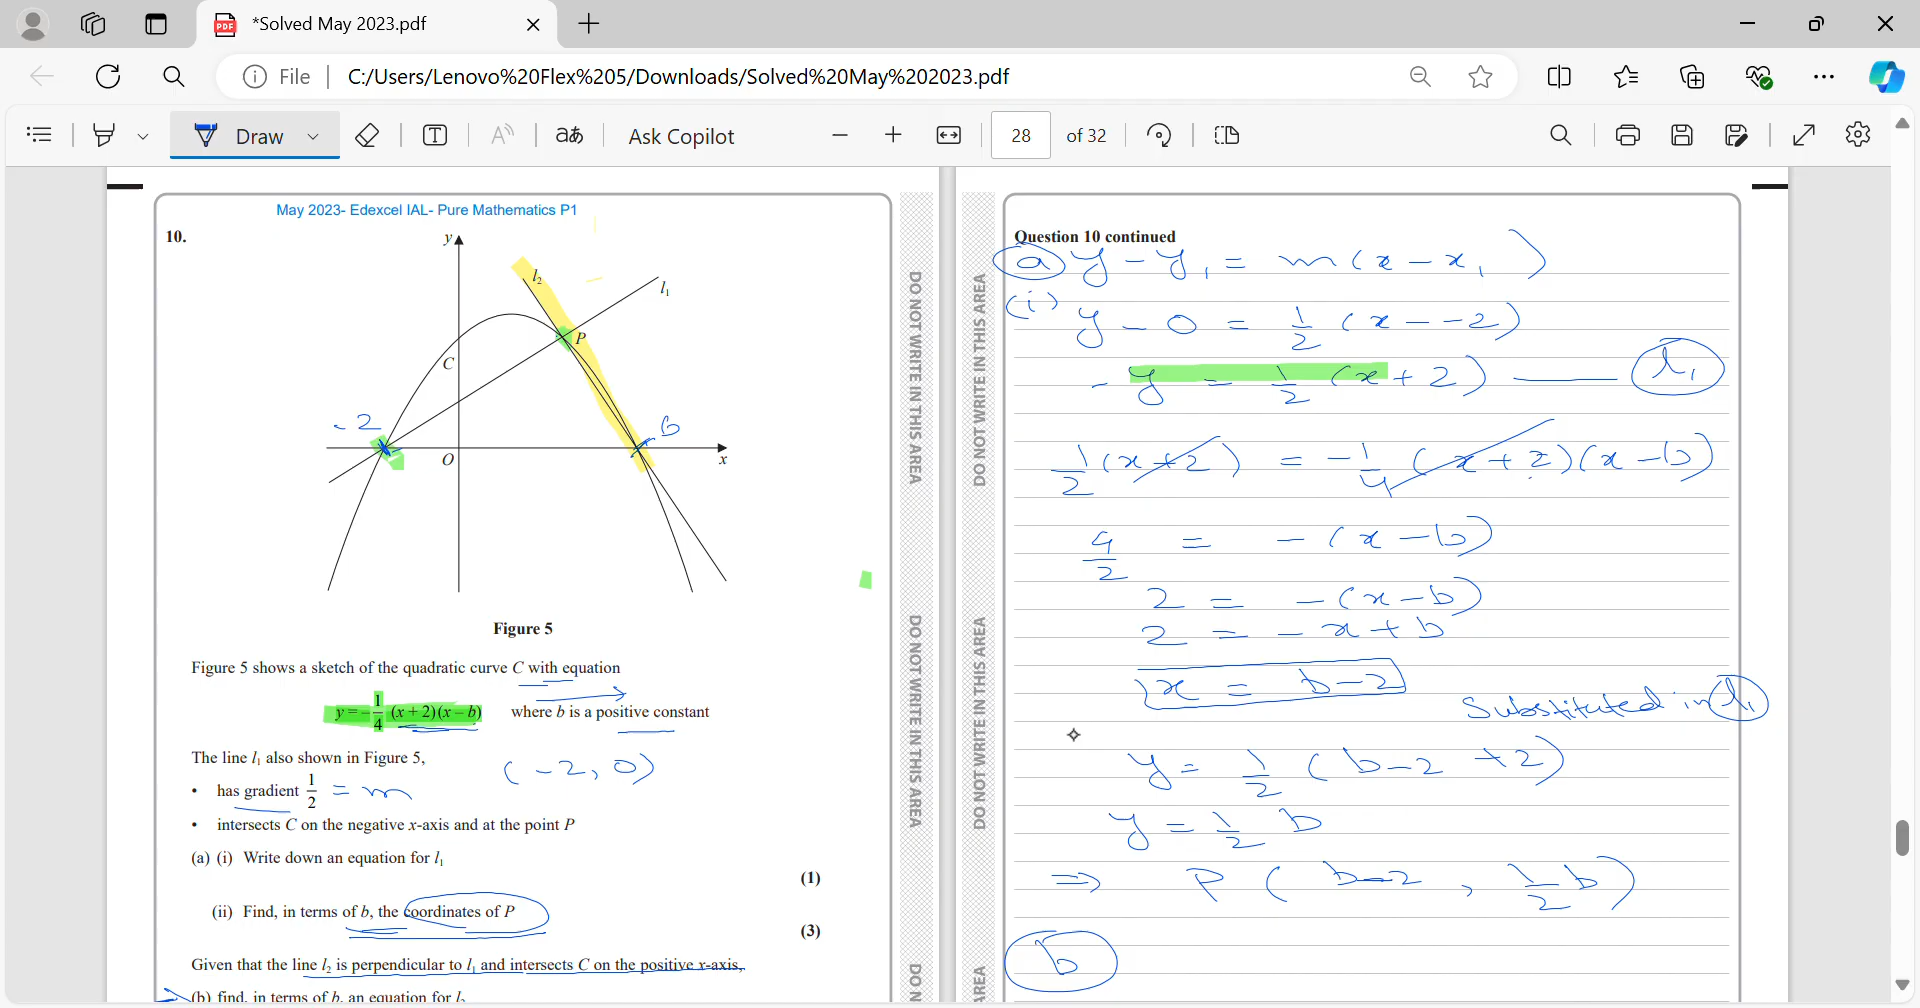 *Solved May 2023.pdf
File
C:/Users/Lenovo%20Flex%205/Downloads/Solved%20May%202023.pdf
Draw
T
A
aあ
Ask Copilot
28
of 32
May 2023- Edexcel IAL- Pure Mathematics P1
10.
y
l₂
l₁
P
C
-2
b
O
x
Figure 5
Figure 5 shows a sketch of the quadratic curve C with equation
y = -1/4 (x + 2)(x - b) where b is a positive constant
The line l₁ also shown in Figure 5,
(-2, 0)
• has gradient 1/2 = m
• intersects C on the negative x-axis and at the point P
(a) (i) Write down an equation for l₁
(1)
(ii) Find, in terms of b, the coordinates of P
(3)
Given that the line l₂ is perpendicular to l₁ and intersects C on the positive x-axis,
(b) find, in terms of b, an equation for l₂
DO NOT WRITE IN THIS AREA
DO NOT WRITE IN THIS AREA
DO N
DO NOT WRITE IN THIS AREA
DO NOT WRITE IN THIS AREA
AREA
Question 10 continued
(a) y - y₁ = m(x - x₁)
(i) y - 0 = 1/2 (x - -2)
- y = 1/2 (x + 2) — l₁
1/2 (x+2) = -1/4 (x+2)(x-b)
4/2 = -(x-b)
2 = -(x-b)
2 = -x+b
x = b-2
Substituted in l₁
y = 1/2 (b-2+2)
y = 1/2 b
⇒ P (b-2, 1/2 b)
b